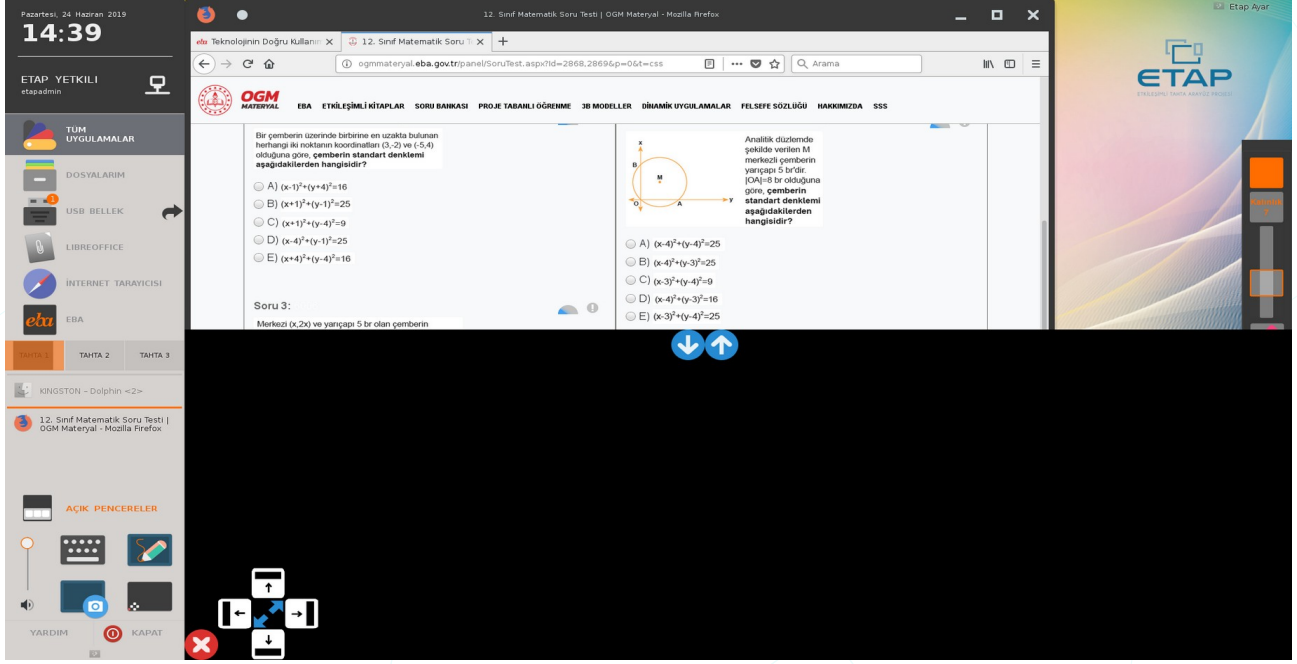 Pazartesi, 24 Haziran 2019
14:39
ETAP YETKILI
etapadmin
TÜM
UYGULAMALAR
DOSYALARIM
1
USB BELLEK
LIBREOFFICE
İNTERNET TARAYICISI
eba
EBA
TAHTA 1 TAHTA 2 TAHTA 3
KINGSTON – Dolphin <2>
12. Sınıf Matematik Soru Testi |
OGM Materyal - Mozilla Firefox
AÇIK PENCERELER
YARDIM KAPAT
12. Sınıf Matematik Soru Testi | OGM Materyal - Mozilla Firefox
eba Teknolojinin Doğru Kullanım
12. Sınıf Matematik Soru T
ogmmateryal.eba.gov.tr/panel/SoruTest.aspx?Id=2868,2869&p=0&t=css
Arama
OGM
MATERYAL
EBA ETKİLEŞİMLİ KİTAPLAR SORU BANKASI PROJE TABANLI ÖĞRENME 3B MODELLER DİNAMİK UYGULAMALAR FELSEFE SÖZLÜĞÜ HAKKIMIZDA SSS
Bir çemberin üzerinde birbirine en uzakta bulunan
herhangi iki noktanın koordinatları (3,-2) ve (-5,4)
olduğuna göre, çemberin standart denklemi
aşağıdakilerden hangisidir?
A) (x-1)²+(y+4)²=16
B) (x+1)²+(y-1)²=25
C) (x+1)²+(y-4)²=9
D) (x-4)²+(y-1)²=25
E) (x+4)²+(y-4)²=16
Soru 3:
Merkezi (x,2x) ve yarıçapı 5 br olan çemberin
x
B
M
O A y
Analitik düzlemde
şekilde verilen M
merkezli çemberin
yarıçapı 5 br'dir.
|OA|=8 br olduğuna
göre, çemberin
standart denklemi
aşağıdakilerden
hangisidir?
A) (x-4)²+(y-4)²=25
B) (x-4)²+(y-3)²=25
C) (x-3)²+(y-4)²=9
D) (x-4)²+(y-3)²=16
E) (x-3)²+(y-4)²=25
Etap Ayar
ETAP
ETKİLEŞİMLİ TAHTA ARAYÜZ PROJESİ